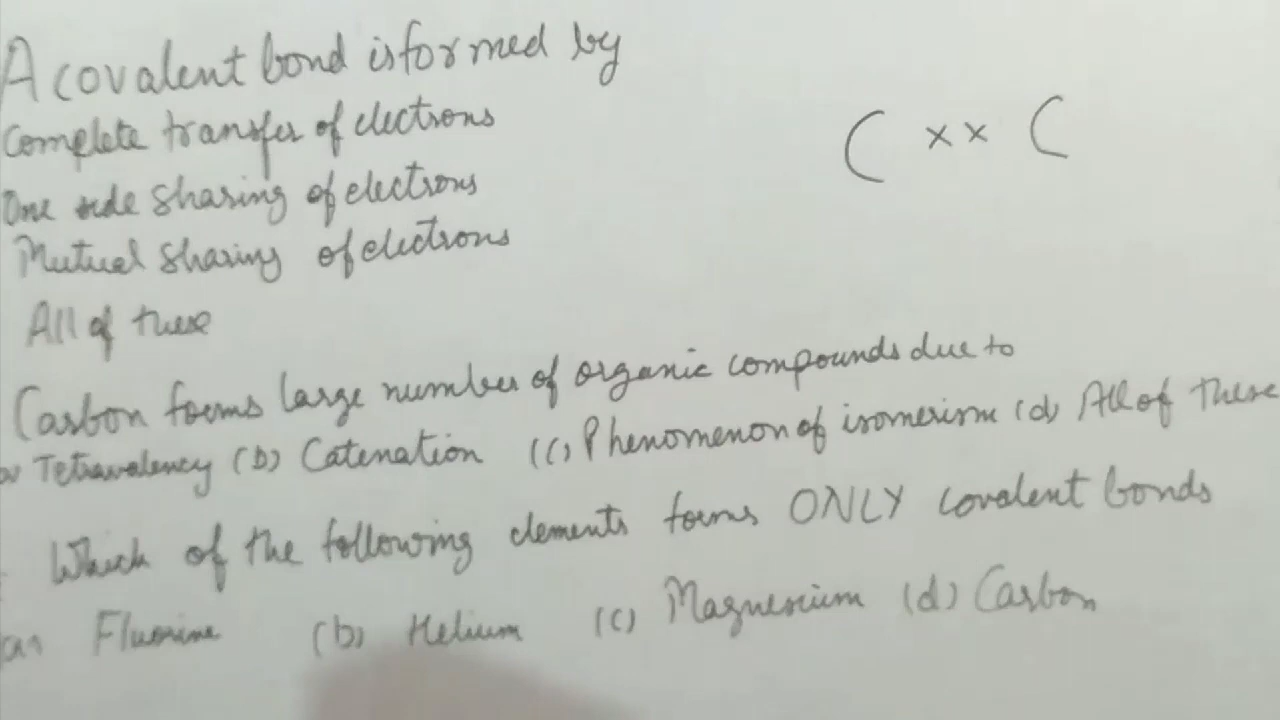 A covalent bond is formed by
C xx C
Complete transfer of electrons
One side sharing of electrons
Mutual sharing of electrons
All of these
Carbon forms large number of organic compounds due to
Tetravalency (b) Catenation (c) Phenomenon of isomerism (d) All of these
Which of the following elements forms ONLY covalent bonds
Fluorine (b) Helium (c) Magnesium (d) Carbon